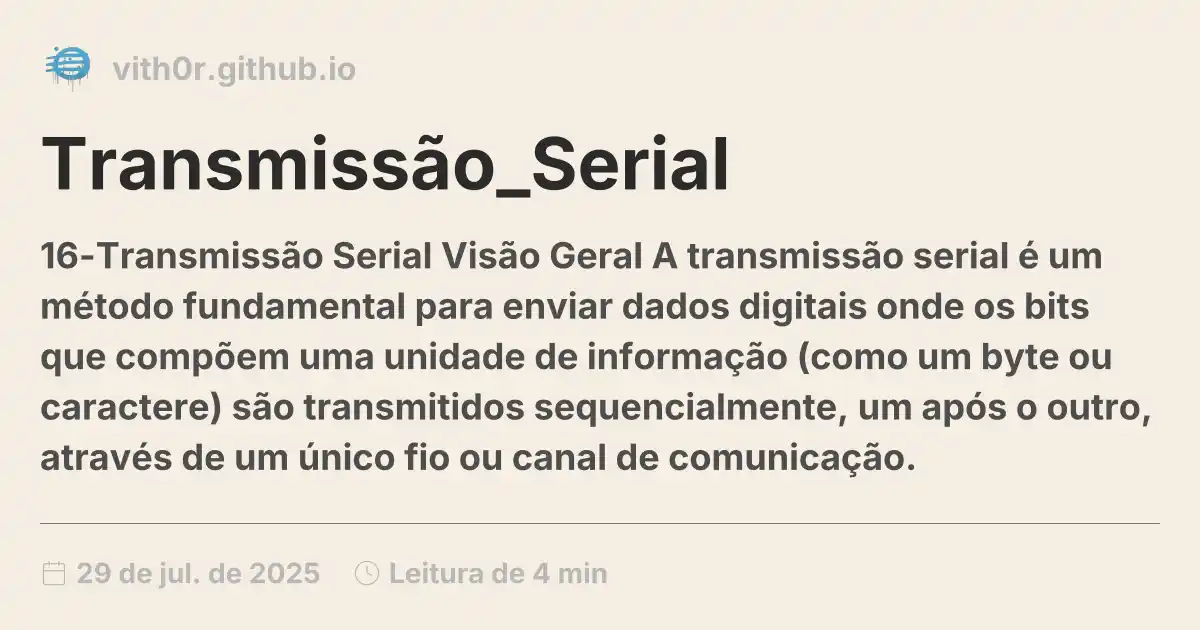 vith0r.github.io
Transmissão_Serial
16-Transmissão Serial Visão Geral A transmissão serial é um
método fundamental para enviar dados digitais onde os bits
que compõem uma unidade de informação (como um byte ou
caractere) são transmitidos sequencialmente, um após o outro,
através de um único fio ou canal de comunicação.
29 de jul. de 2025 Leitura de 4 min